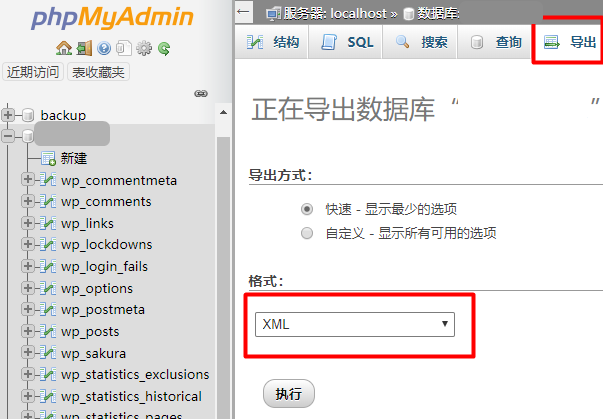 phpMyAdmin
近期访问 表收藏夹
backup
新建
wp_commentmeta
wp_comments
wp_links
wp_lockdowns
wp_login_fails
wp_options
wp_postmeta
wp_posts
wp_sakura
wp_statistics_exclusions
wp_statistics_historical
wp_statistics_pages
服务器: localhost » 数据库:
结构 SQL 搜索 查询 导出
正在导出数据库 “ ”
导出方式:
快速 - 显示最少的选项
自定义 - 显示所有可用的选项
格式:
XML
执行